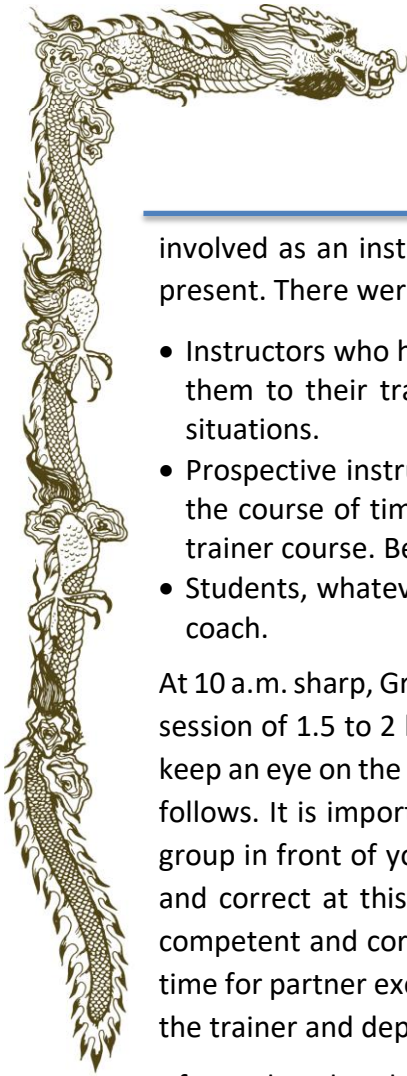 involved as an inst
present. There were
• Instructors who h
them to their tra
situations.
• Prospective instru
the course of tim
trainer course. Be
• Students, whatev
coach.
At 10 a.m. sharp, Gr
session of 1.5 to 2
keep an eye on the
follows. It is import
group in front of yo
and correct at this
competent and cor
time for partner exe
the trainer and dep